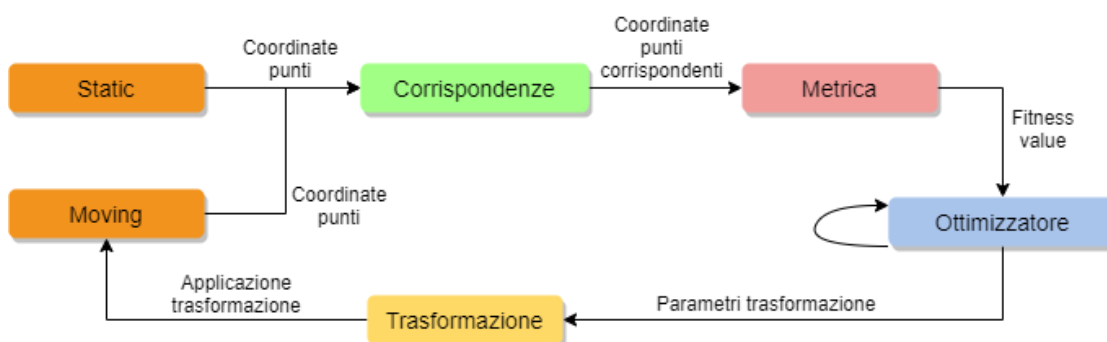 Coordinate
punti
Coordinate
punti
corrispondenti
Static
Corrispondenze
Metrica
Fitness
value
Moving
Coordinate
punti
Ottimizzatore
Applicazione
trasformazione
Parametri trasformazione
Trasformazione